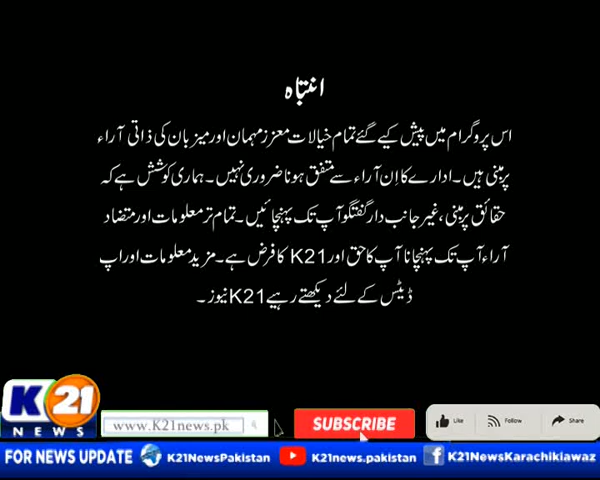 انتباہ
اس پروگرام میں پیش کیے گئے تمام خیالات معزز مہمان اور میزبان کی ذاتی آراء
پر مبنی ہیں۔ ادارے کا اِن آراء سے متفق ہونا ضروری نہیں۔ ہماری کوشش ہے کہ
حقائق پر مبنی، غیر جانب دار گفتگو آپ تک پہنچائیں۔ تمام تر معلومات اور متضاد
آراء آپ تک پہنچانا آپ کا حق اور K21 کا فرض ہے۔ مزید معلومات اور اپ
ڈیٹس کے لئے دیکھتے رہیے K21 نیوز۔
K21
NEWS
www.K21news.pk
SUBSCRIBE
Like
Follow
Share
FOR NEWS UPDATE
K21NewsPakistan
K21news.pakistan
K21NewsKarachikiawaz